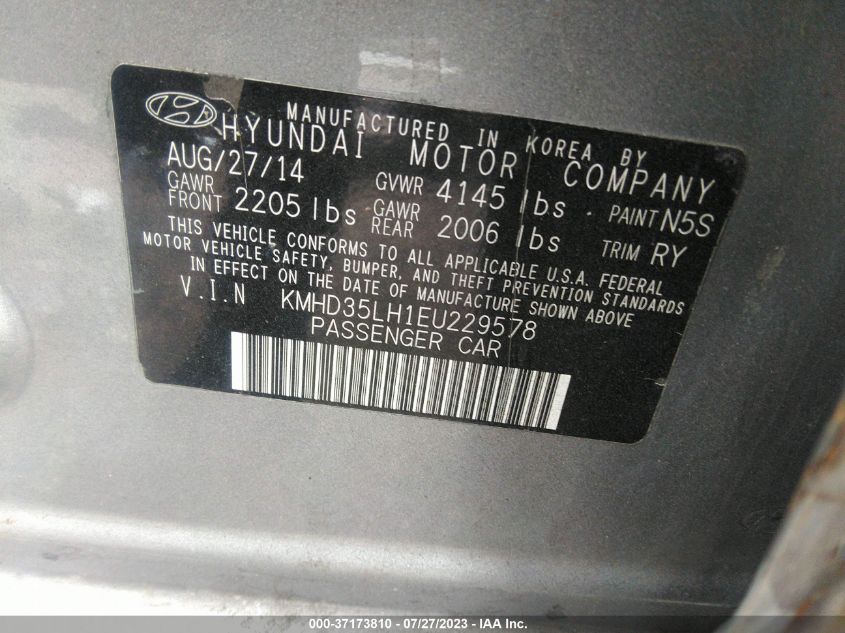 MANUFACTURED IN KOREA BY
HYUNDAI MOTOR COMPANY
AUG/27/14 GVWR 4145 lbs PAINT N5S
GAWR FRONT 2205 lbs GAWR REAR 2006 lbs TRIM RY
THIS VEHICLE CONFORMS TO ALL APPLICABLE U.S.A. FEDERAL
MOTOR VEHICLE SAFETY, BUMPER, AND THEFT PREVENTION STANDARDS
IN EFFECT ON THE DATE OF MANUFACTURE SHOWN ABOVE
V.I.N KMHD35LH1EU229578
PASSENGER CAR
000-37173810 - 07/27/2023 - IAA Inc.